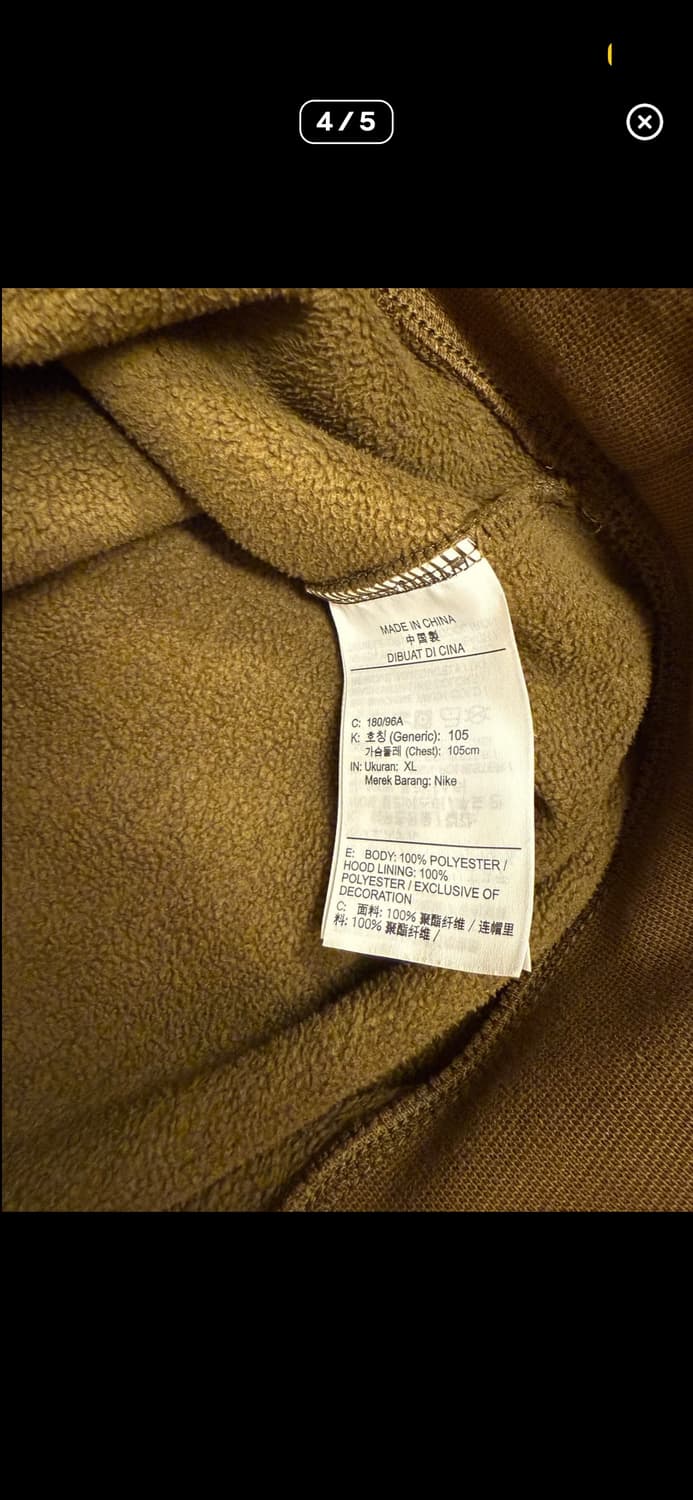 4/5
MADE IN CHINA
中国製
DIBUAT DI CINA
C: 180/96A
K: 호칭 (Generic): 105
가슴둘레 (Chest): 105cm
IN: Ukuran: XL
Merek Barang: Nike
E: BODY: 100% POLYESTER /
HOOD LINING: 100%
POLYESTER / EXCLUSIVE OF
DECORATION
C: 面料: 100% 聚酯纤维 / 连帽里
料: 100% 聚酯纤维 /